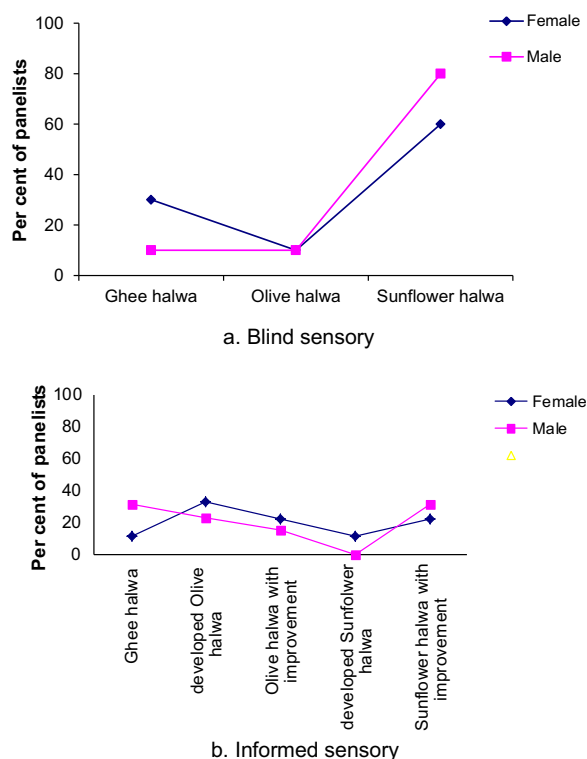 Per cent of panelists
100
80
60
40
20
0
Ghee halwa
Olive halwa
Sunflower halwa
Female
Male
a. Blind sensory
Per cent of panelists
100
80
60
40
20
0
Ghee halwa
developed Olive
halwa
Olive halwa with
improvement
developed Sunfolwer
halwa
Sunflower halwa with
improvement
Female
Male
b. Informed sensory